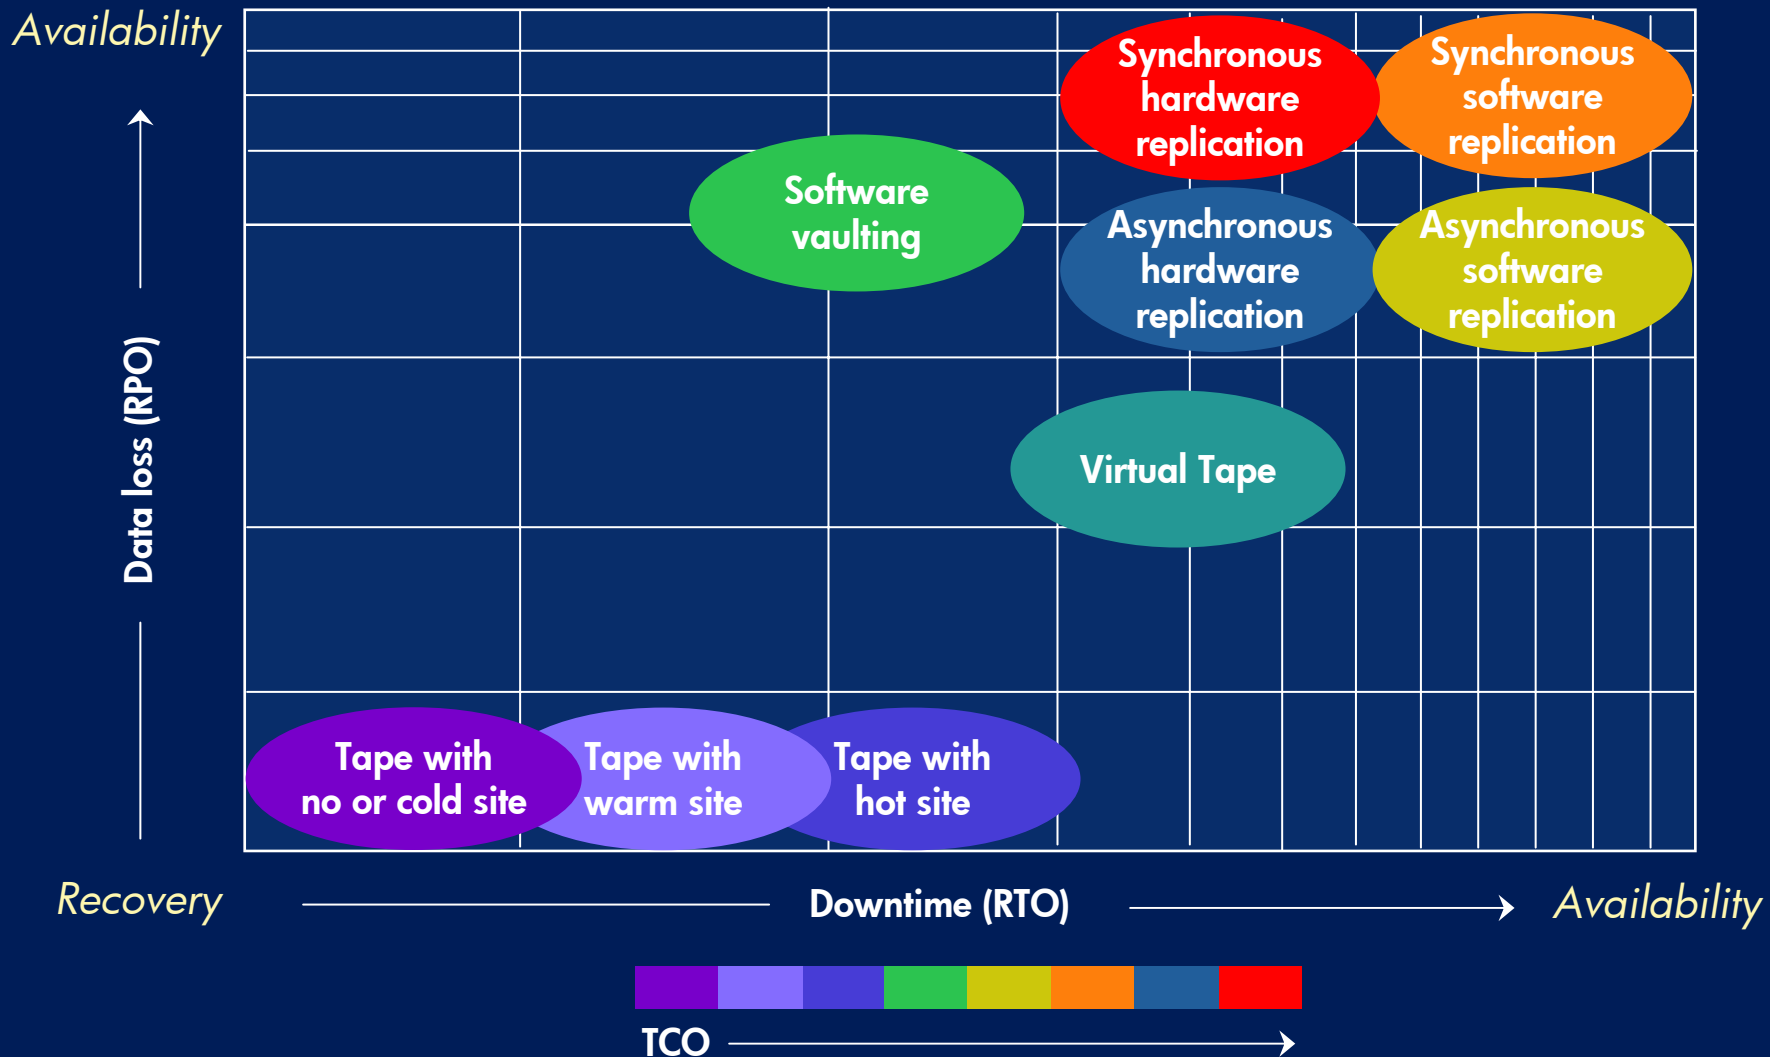 Availability
Synchronous
hardware
replication
Synchronous
software
replication
Software
vaulting
Asynchronous
hardware
replication
Asynchronous
software
replication
Data loss (RPO)
Virtual Tape
Tape with
no or cold site
Tape with
warm site
Tape with
hot site
Recovery
Downtime (RTO)
Availability
TCO